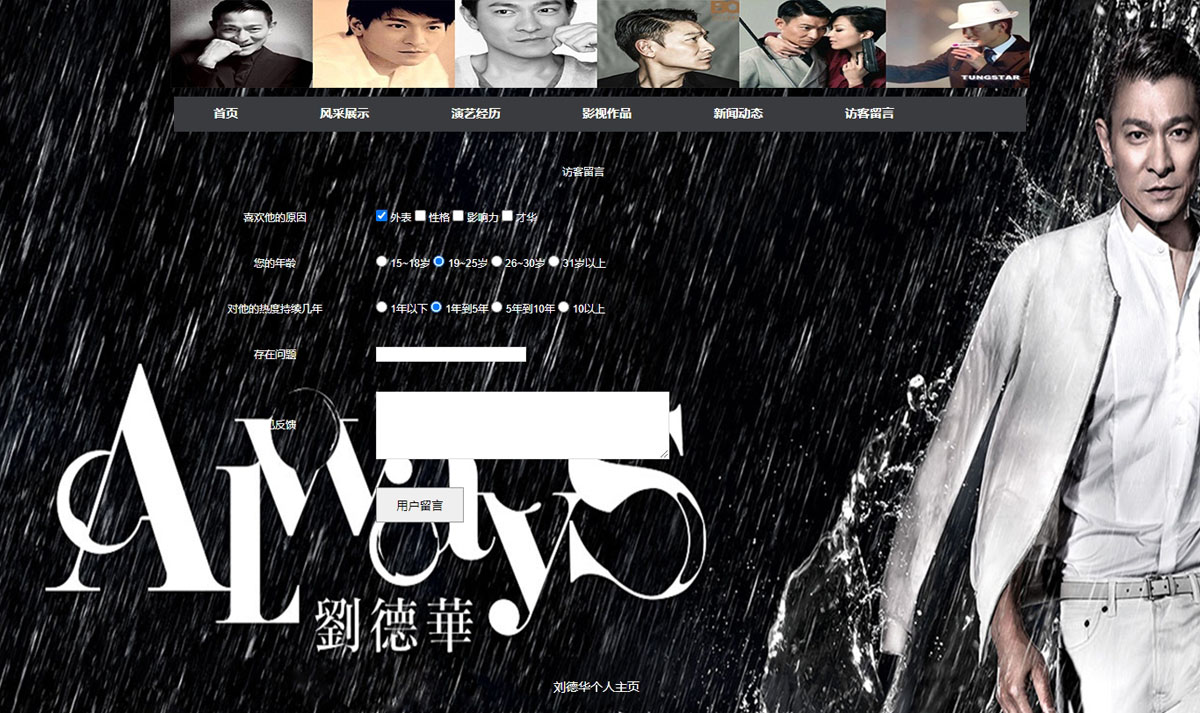 TUNGSTAR
首页 风采展示 演艺经历 影视作品 新闻动态 访客留言
访客留言
喜欢他的原因 外表 性格 影响力 才华
您的年龄 15~18岁 19~25岁 26~30岁 31岁以上
对他的热度持续几年 1年以下 1年到5年 5年到10年 10以上
存在问题
反馈
用户留言
ALways
劉德華
刘德华个人主页